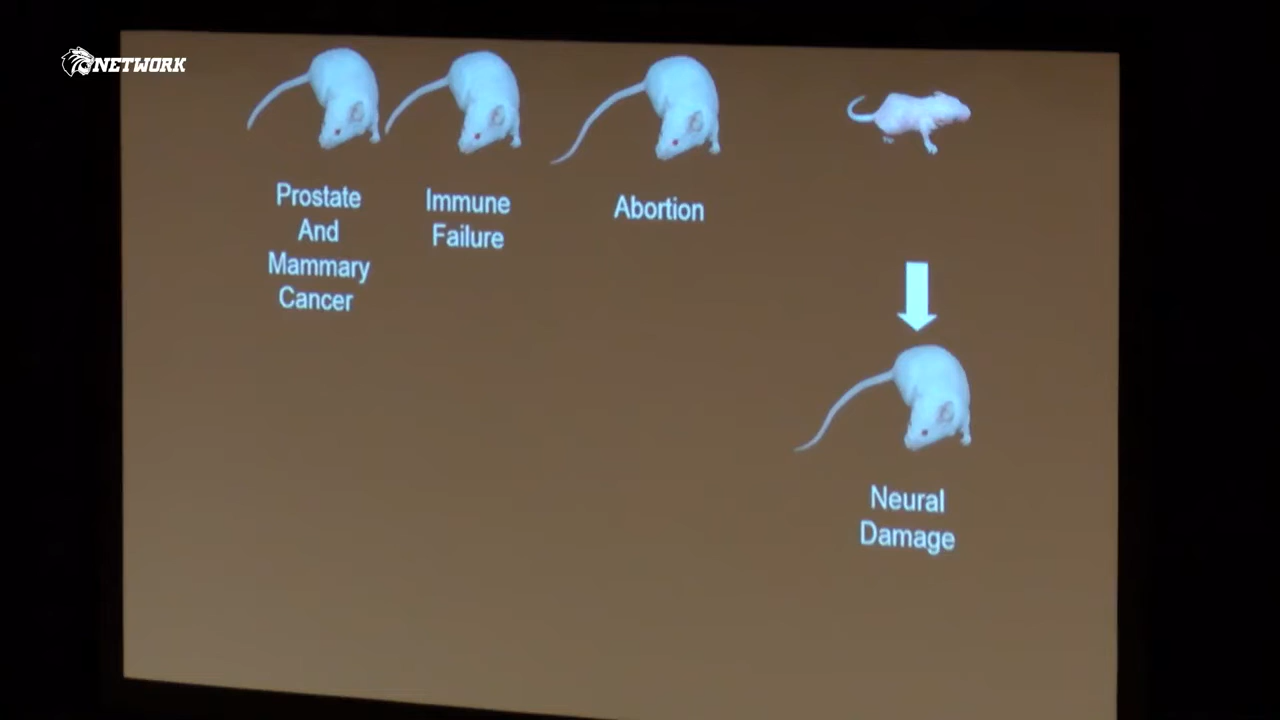 NETWORK
Prostate
And
Mammary
Cancer
Immune
Failure
Abortion
Neural
Damage